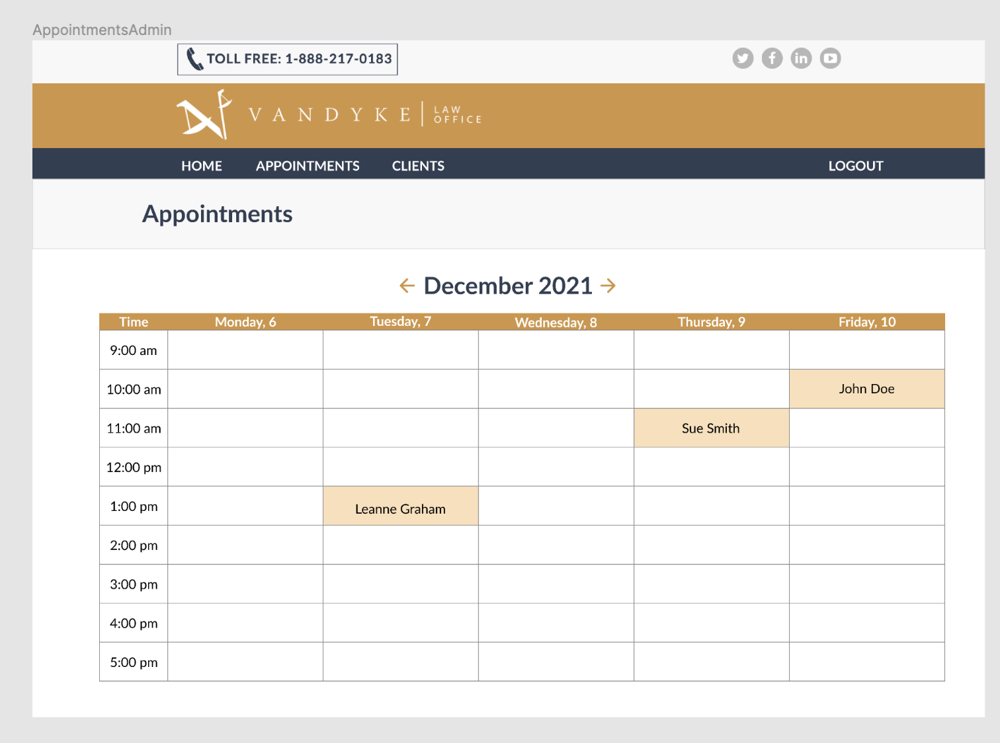 AppointmentsAdmin
TOLL FREE: 1-888-217-0183
VANDYKE LAW OFFICE
HOME APPOINTMENTS CLIENTS LOGOUT
Appointments
← December 2021 →
Time Monday, 6 Tuesday, 7 Wednesday, 8 Thursday, 9 Friday, 10
9:00 am
10:00 am John Doe
11:00 am Sue Smith
12:00 pm
1:00 pm Leanne Graham
2:00 pm
3:00 pm
4:00 pm
5:00 pm